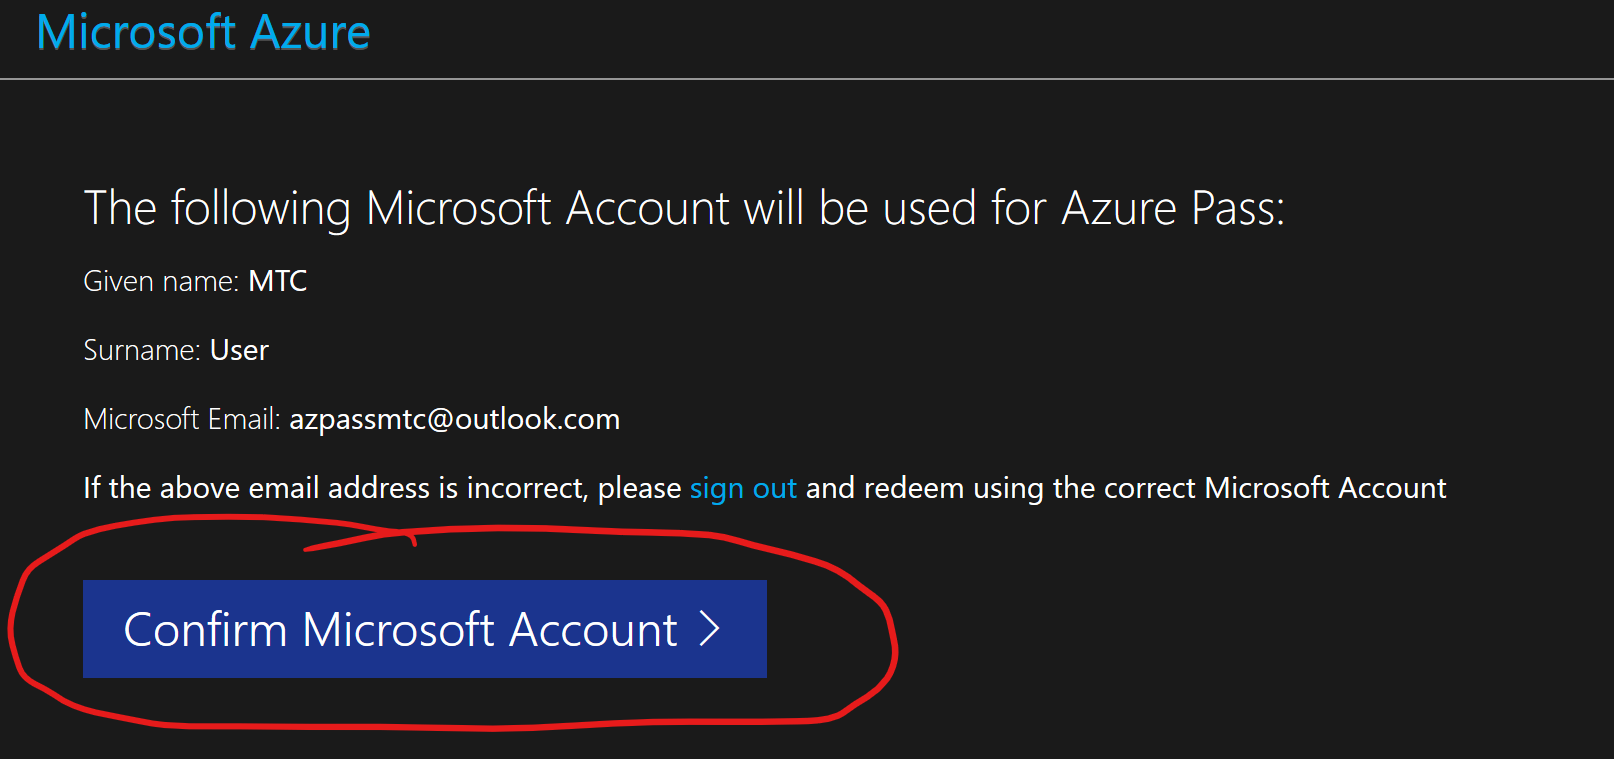 Microsoft Azure
The following Microsoft Account will be used for Azure Pass:
Given name: MTC
Surname: User
Microsoft Email: azpassmtc@outlook.com
If the above email address is incorrect, please sign out and redeem using the correct Microsoft Account
Confirm Microsoft Account